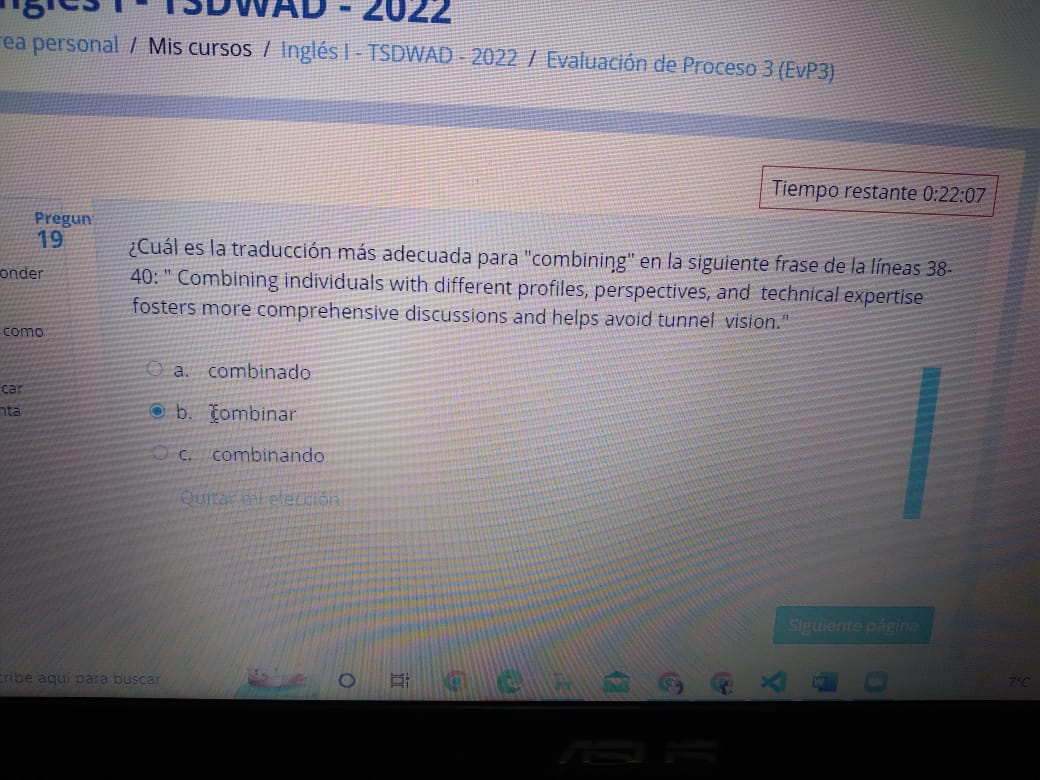 I - TSDWAD - 2022
ea personal / Mis cursos / Inglés I - TSDWAD - 2022 / Evaluación de Proceso 3 (EvP3)
Tiempo restante 0:22:07
Pregun
19
onder
como
car
nta
¿Cuál es la traducción más adecuada para "combining" en la siguiente frase de la líneas 38-
40: " Combining individuals with different profiles, perspectives, and technical expertise
fosters more comprehensive discussions and helps avoid tunnel vision."
a. combinado
b. combinar
c. combinando
Quitar mi elección
Siguiente página
cribe aquí para buscar
7°C
ASUS